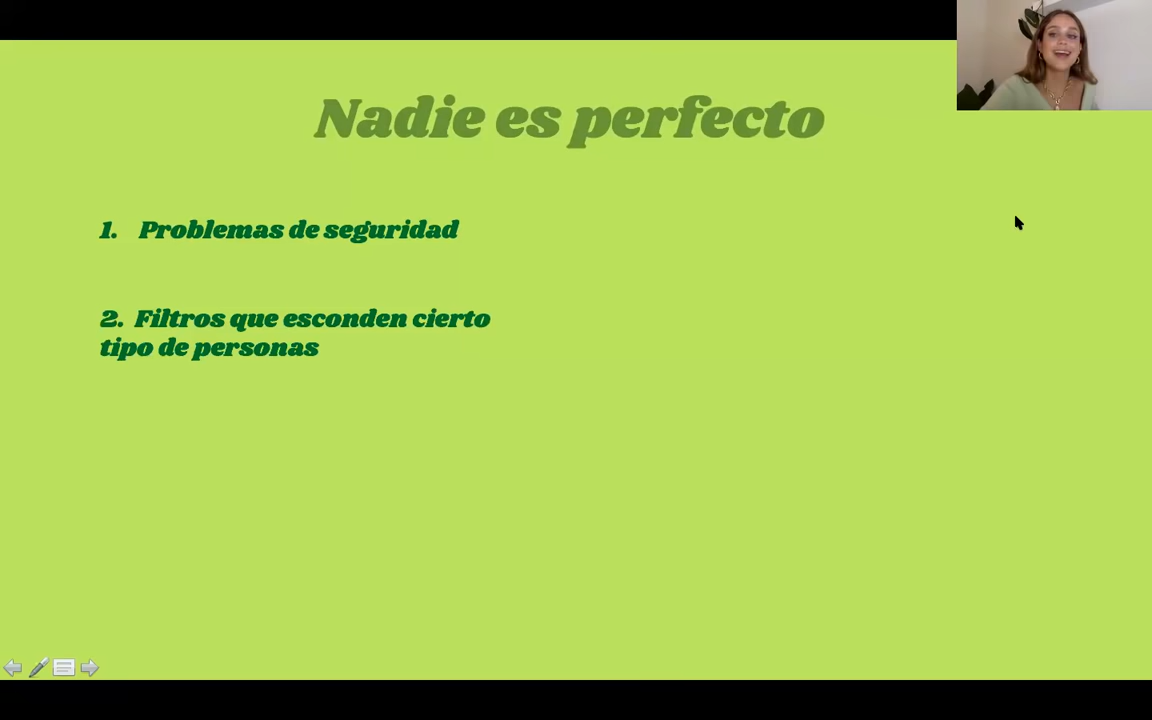 Nadie es perfecto
1. Problemas de seguridad
2. Filtros que esconden cierto
tipo de personas